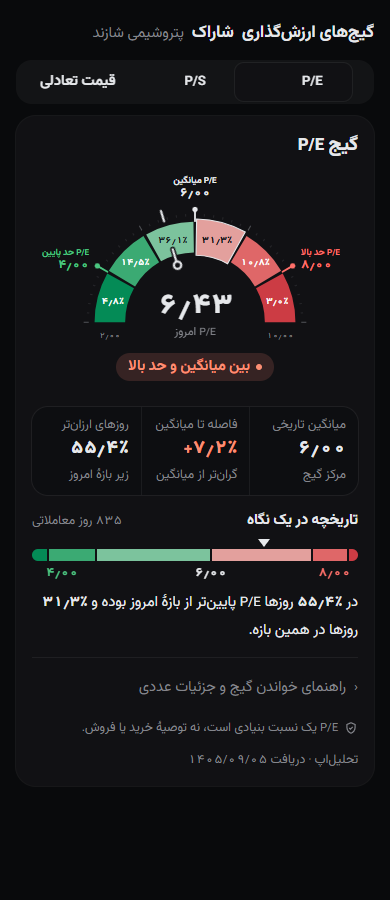 گیج‌های ارزش‌گذاری شاراک پتروشیمی شازند
P/E
P/S
قیمت تعادلی
گیج P/E
P/E میانگین
۶٫۰۰
P/E حد پایین
۴٫۰۰
P/E حد بالا
۸٫۰۰
۴٫۸٪
۱۴٫۵٪
۳۶٫۱٪
۳۱٫۳٪
۱۰٫۸٪
۳٫۰٪
۲٫۰۰
۱۰٫۰۰
۶٫۴۳
P/E امروز
بین میانگین و حد بالا
میانگین تاریخی
۶٫۰۰
مرکز گیج
فاصله تا میانگین
+۷٫۲٪
گران‌تر از میانگین
روزهای ارزان‌تر
۵۵٫۴٪
زیر بازهٔ امروز
تاریخچه در یک نگاه
۸۳۵ روز معاملاتی
۴٫۰۰
۶٫۰۰
۸٫۰۰
در ۵۵٫۴٪ روزها P/E پایین‌تر از بازهٔ امروز بوده و ۳۱٫۳٪
روزها در همین بازه.
راهنمای خواندن گیج و جزئیات عددی
P/E یک نسبت بنیادی است، نه توصیهٔ خرید یا فروش.
تحلیل‌اپ · دریافت ۱۴۰۵/۰۹/۰۵